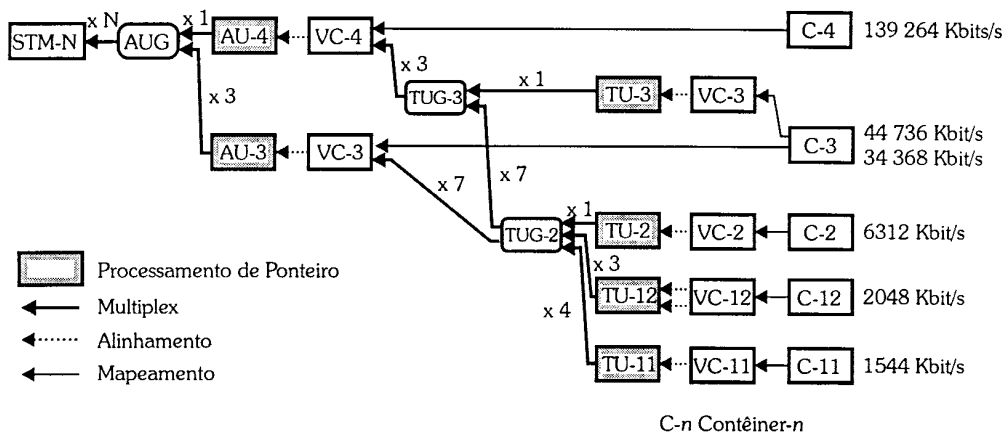 x N
x 1
STM-N
AUG
AU-4
VC-4
C-4
139 264 Kbits/s
x 3
x 1
x 3
TUG-3
TU-3
VC-3
44 736 Kbit/s
AU-3
VC-3
C-3
34 368 Kbit/s
x 7
x 7
x 1
TUG-2
TU-2
VC-2
C-2
6312 Kbit/s
Processamento de Ponteiro
x 3
Multiplex
x 4
TU-12
VC-12
C-12
2048 Kbit/s
Alinhamento
Mapeamento
TU-11
VC-11
C-11
1544 Kbit/s
C-n Contêiner-n